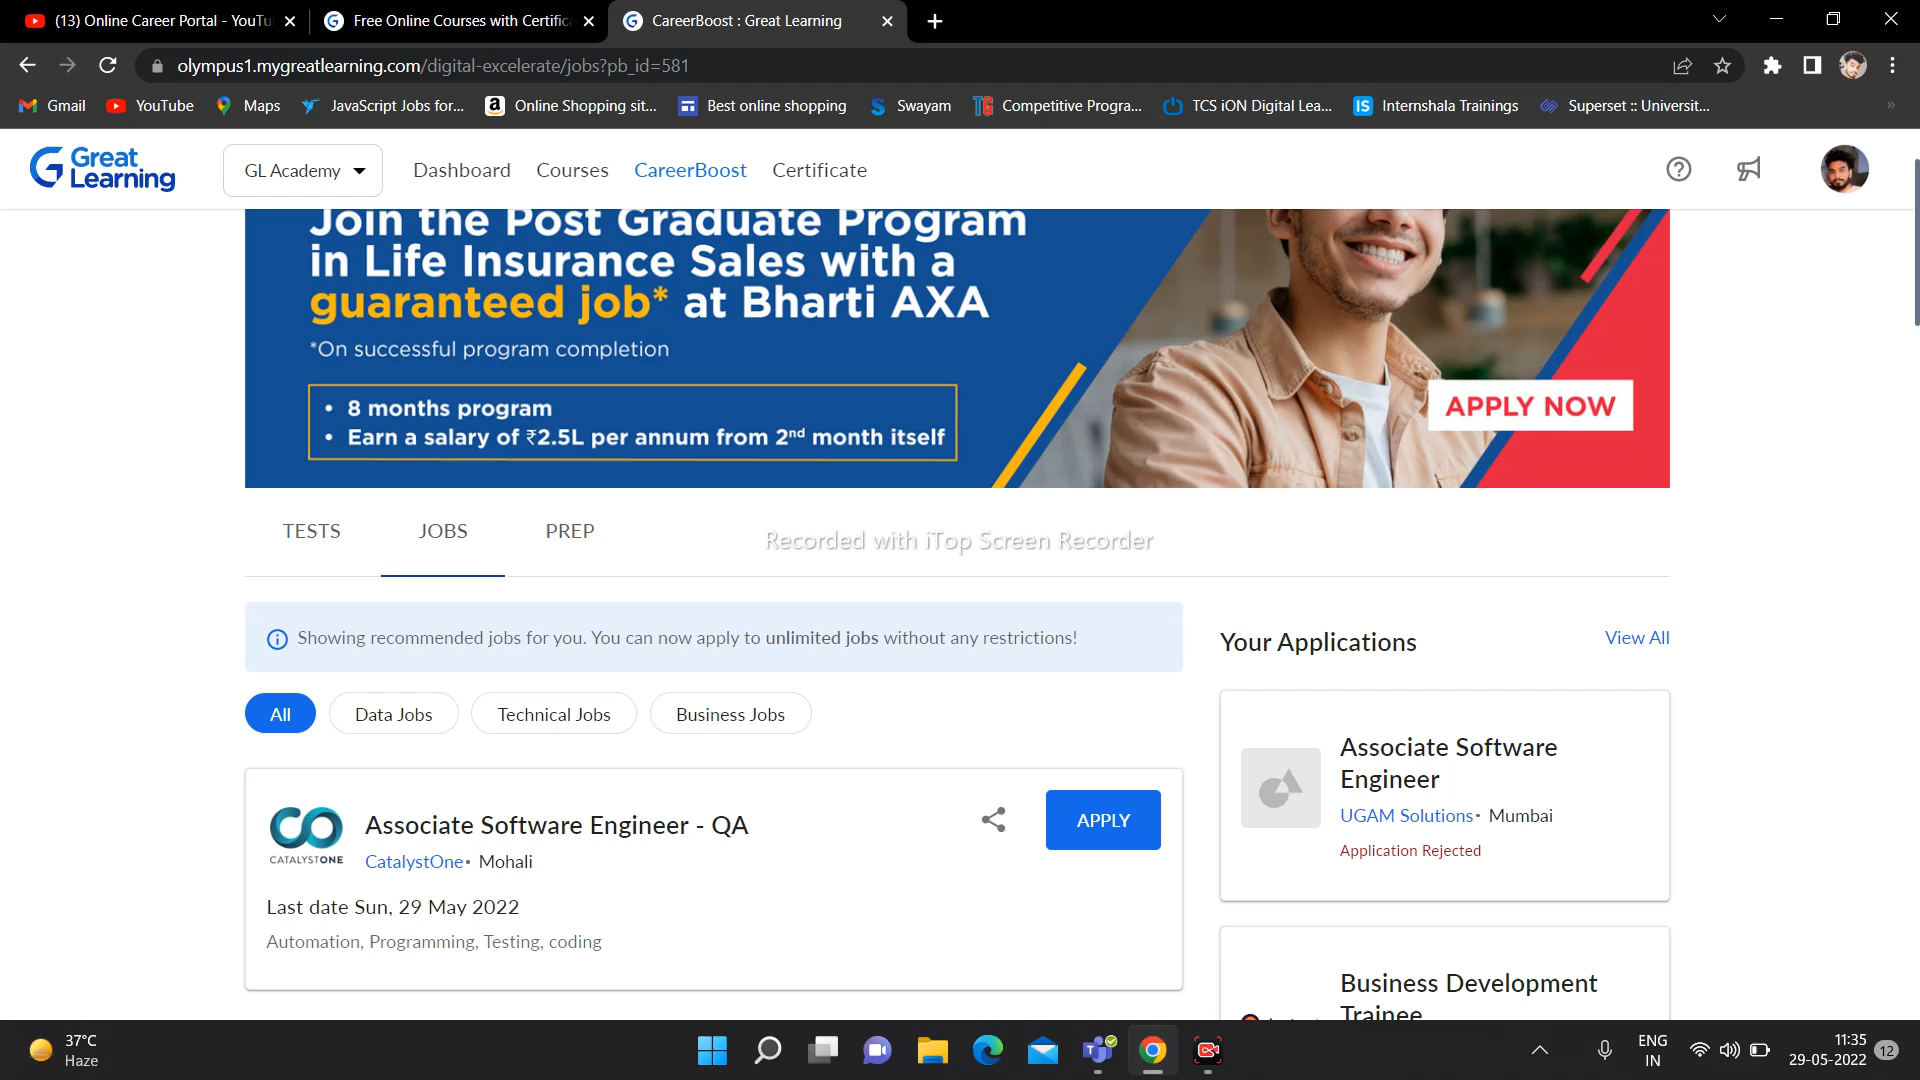 (13) Online Career Portal - YouTu
Free Online Courses with Certific
CareerBoost : Great Learning
olympus1.mygreatlearning.com/digital-excelerate/jobs?pb_id=581
Gmail
YouTube
Maps
JavaScript Jobs for...
Online Shopping sit...
Best online shopping
Swayam
Competitive Progra...
TCS iON Digital Lea...
Internshala Trainings
Superset :: Universit...
Great
Learning
GL Academy
Dashboard
Courses
CareerBoost
Certificate
Join the Post Graduate Program
in Life Insurance Sales with a
guaranteed job* at Bharti AXA
*On successful program completion
• 8 months program
• Earn a salary of ₹2.5L per annum from 2nd month itself
APPLY NOW
TESTS
JOBS
PREP
Recorded with iTop Screen Recorder
Showing recommended jobs for you. You can now apply to unlimited jobs without any restrictions!
All
Data Jobs
Technical Jobs
Business Jobs
CATALYSTONE
Associate Software Engineer - QA
CatalystOne• Mohali
APPLY
Last date Sun, 29 May 2022
Automation, Programming, Testing, coding
Your Applications
View All
Associate Software
Engineer
UGAM Solutions• Mumbai
Application Rejected
Business Development
Trainee
37°C
Haze
ENG
IN
11:35
29-05-2022
12